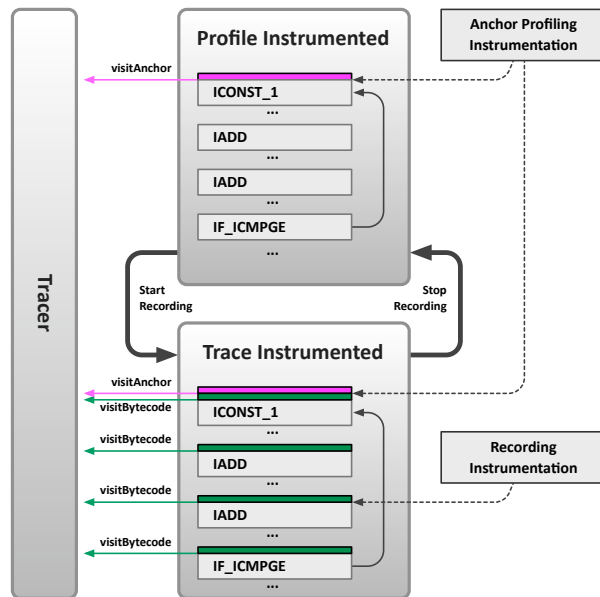 Profile Instrumented
Anchor Profiling
Instrumentation
visitAnchor
ICONST_1
...
IADD
...
IADD
...
IF_ICMPGE
...
Tracer
Start
Recording
Stop
Recording
Trace Instrumented
visitAnchor
visitBytecode
ICONST_1
...
visitBytecode
IADD
...
Recording
Instrumentation
visitBytecode
IADD
...
visitBytecode
IF_ICMPGE
...